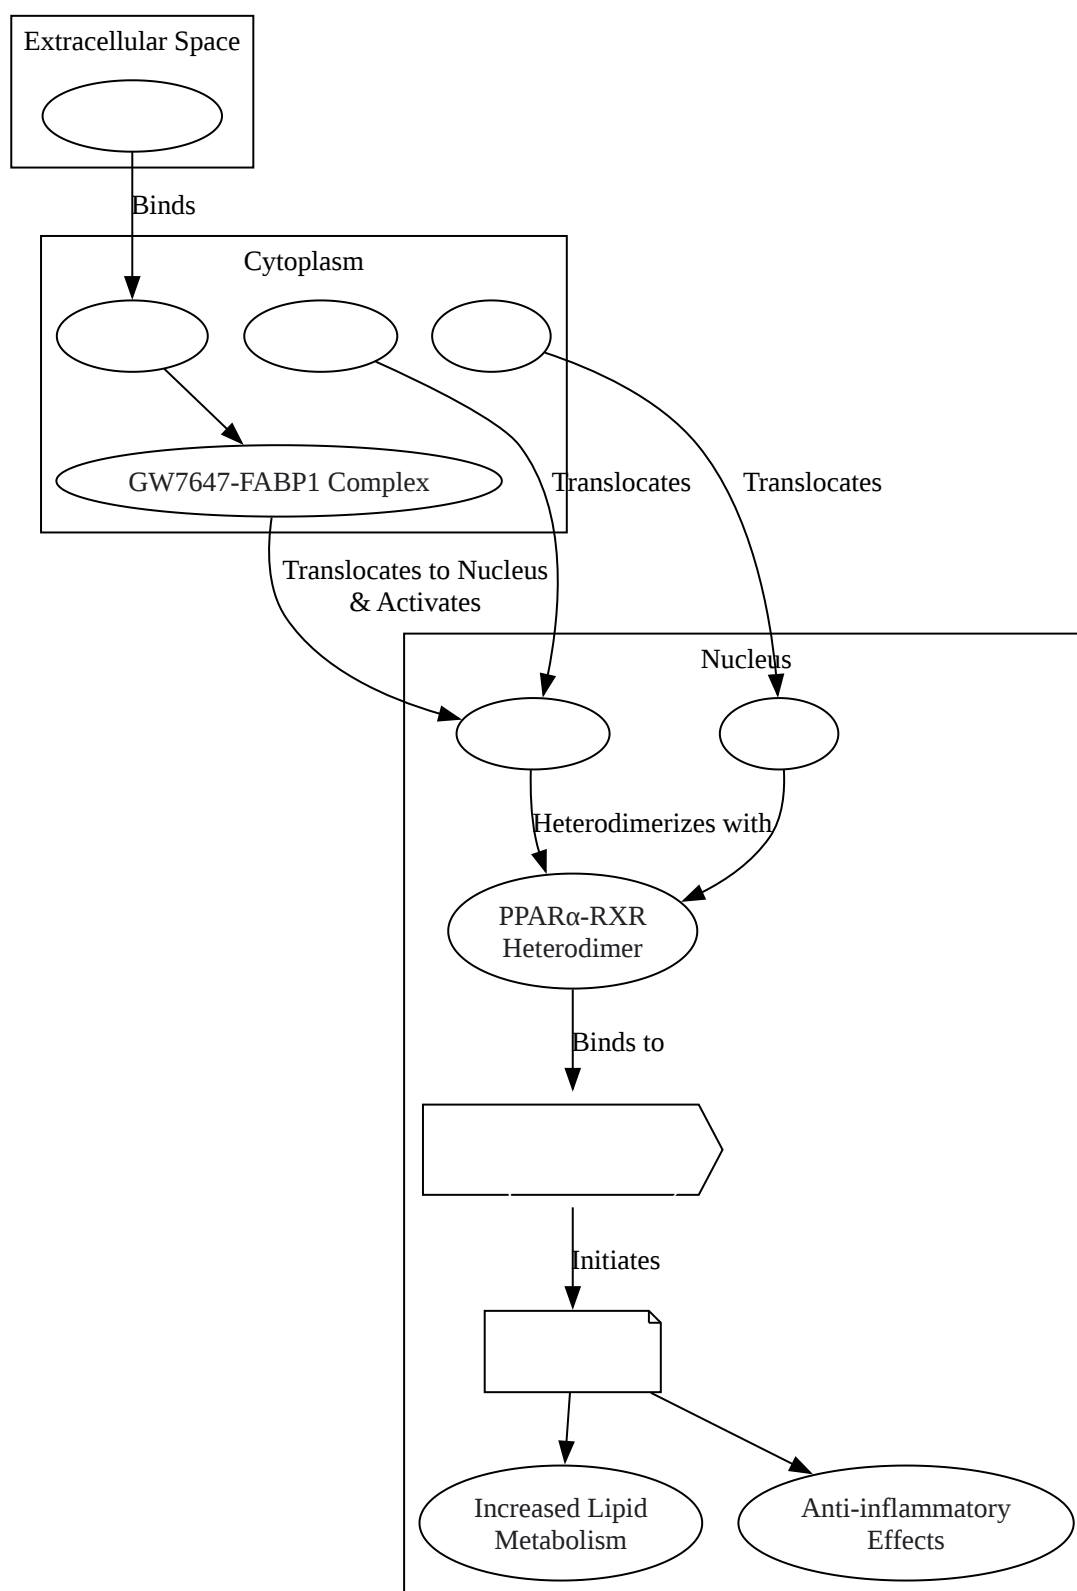 Extracellular Space
Binds
Cytoplasm
GW7647-FABP1 Complex
Translocates
Translocates
Translocates to Nucleus
& Activates
Nucleus
Heterodimerizes with
PPARα-RXR
Heterodimer
Binds to
Initiates
Increased Lipid
Metabolism
Anti-inflammatory
Effects